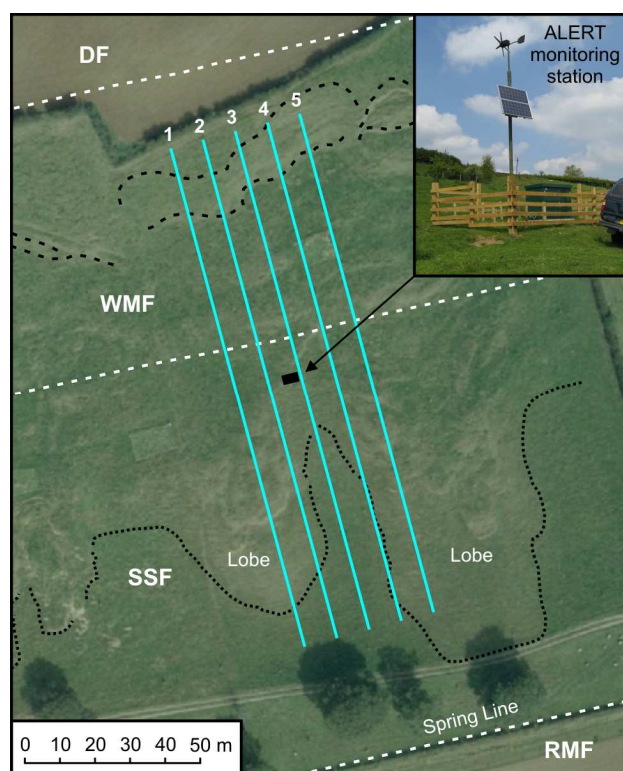 DF
ALERT
monitoring
station
1
2
3
4
5
WMF
Lobe
Lobe
SSF
Spring Line
RMF
0 10 20 30 40 50 m